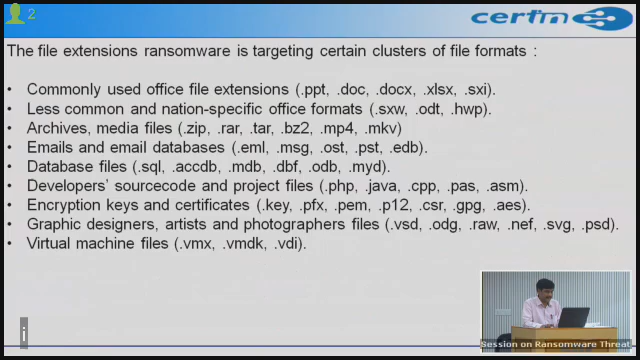 2
certin
The file extensions ransomware is targeting certain clusters of file formats :
• Commonly used office file extensions (.ppt, .doc, .docx, .xlsx, .sxi).
• Less common and nation-specific office formats (.sxw, .odt, .hwp).
• Archives, media files (.zip, .rar, .tar, .bz2, .mp4, .mkv)
• Emails and email databases (.eml, .msg, .ost, .pst, .edb).
• Database files (.sql, .accdb, .mdb, .dbf, .odb, .myd).
• Developers’ sourcecode and project files (.php, .java, .cpp, .pas, .asm).
• Encryption keys and certificates (.key, .pfx, .pem, .p12, .csr, .gpg, .aes).
• Graphic designers, artists and photographers files (.vsd, .odg, .raw, .nef, .svg, .psd).
• Virtual machine files (.vmx, .vmdk, .vdi).
i
Session on Ransomware Threat